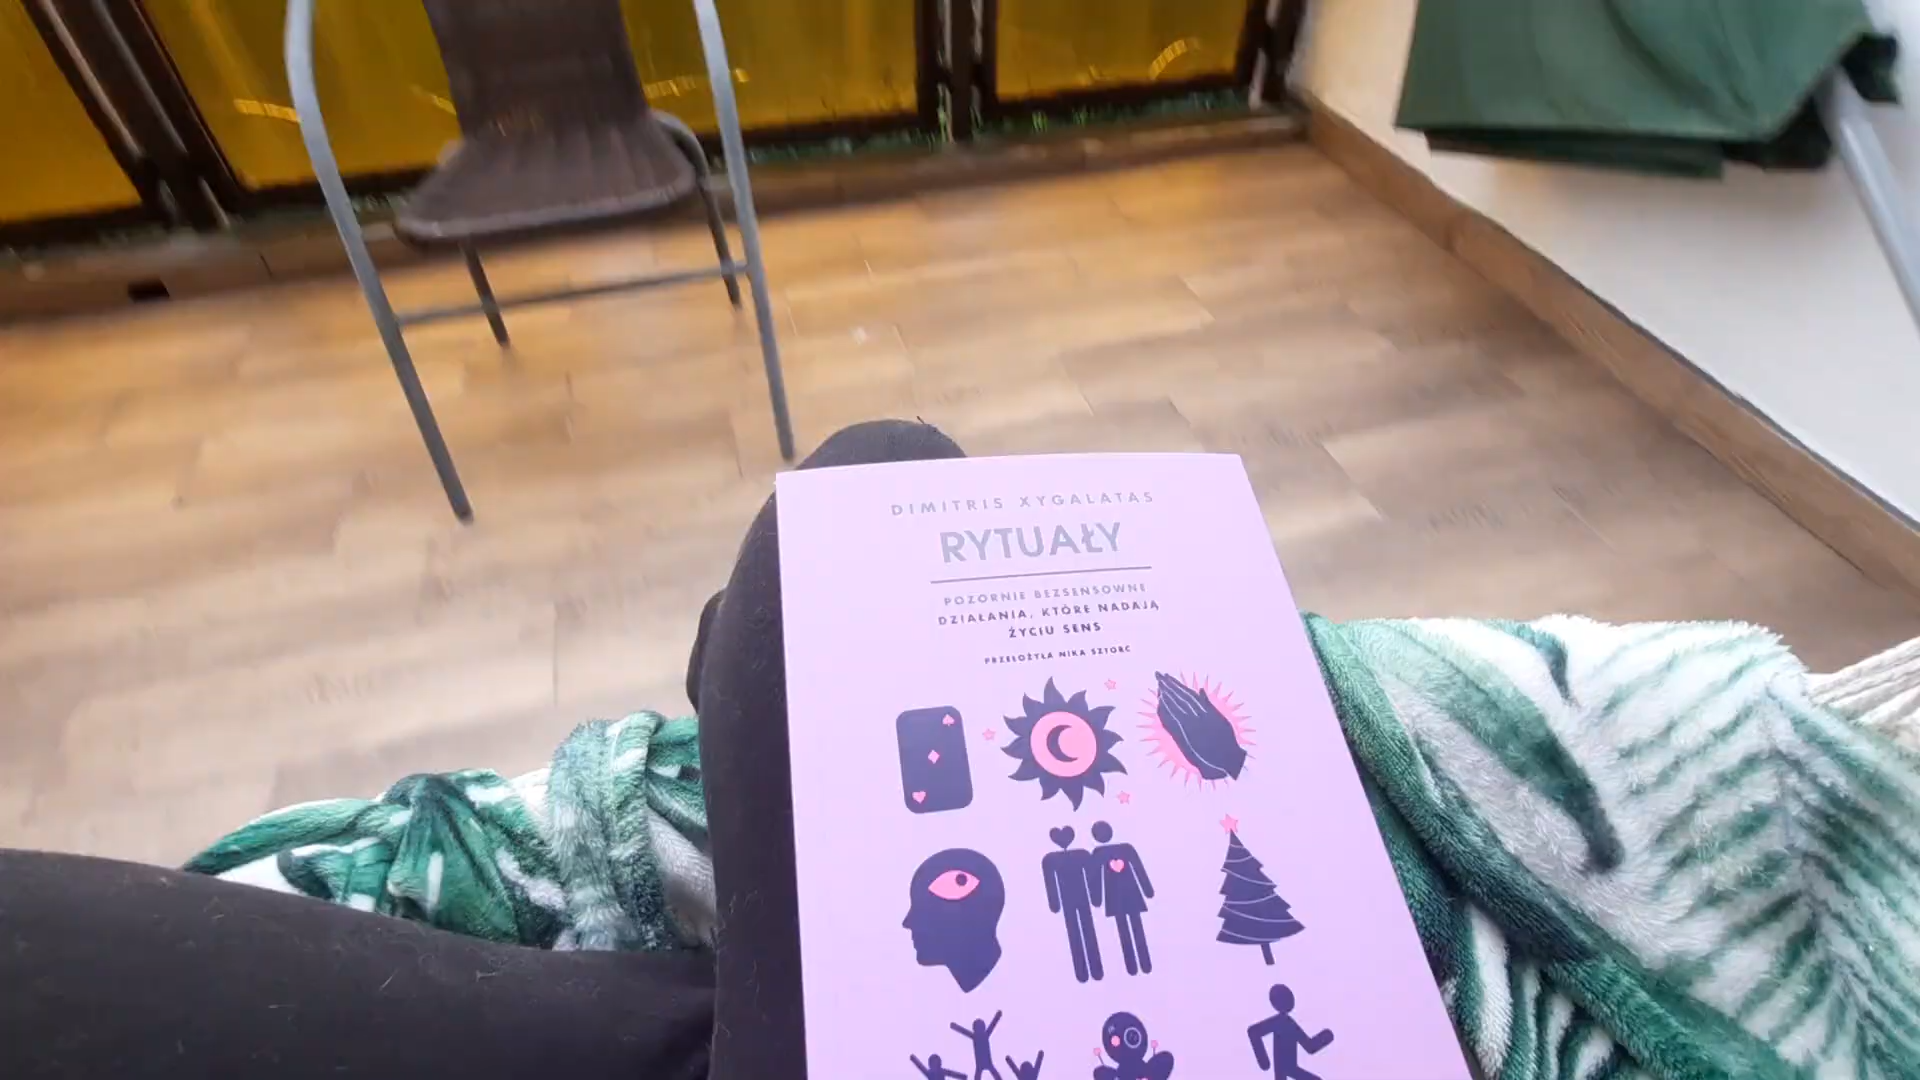 DIMITRIS XYGALATAS
RYTUAŁY
POZORNIE BEZSENSOWNE
DZIAŁANIA, KTÓRE NADAJĄ
ŻYCIU SENS
PRZEŁOŻYŁA NIKA SZTORC